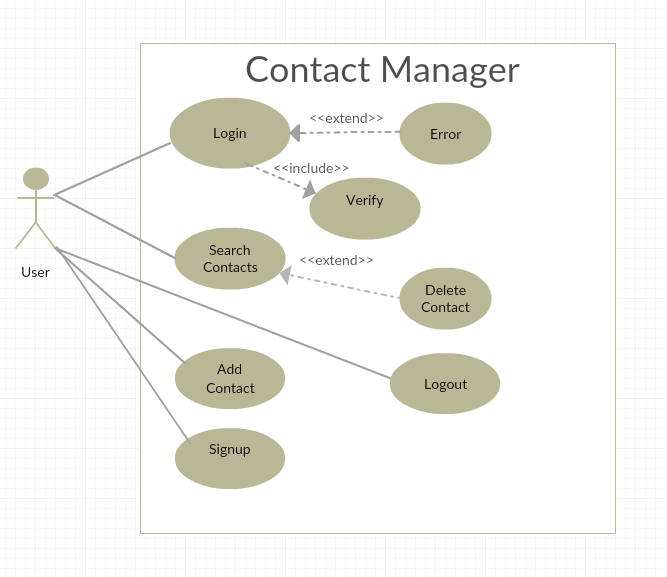 Contact Manager
<<extend>>
Login
Error
<<include>>
Verify
Search
Contacts
<<extend>>
User
Delete
Contact
Add
Contact
Logout
Signup